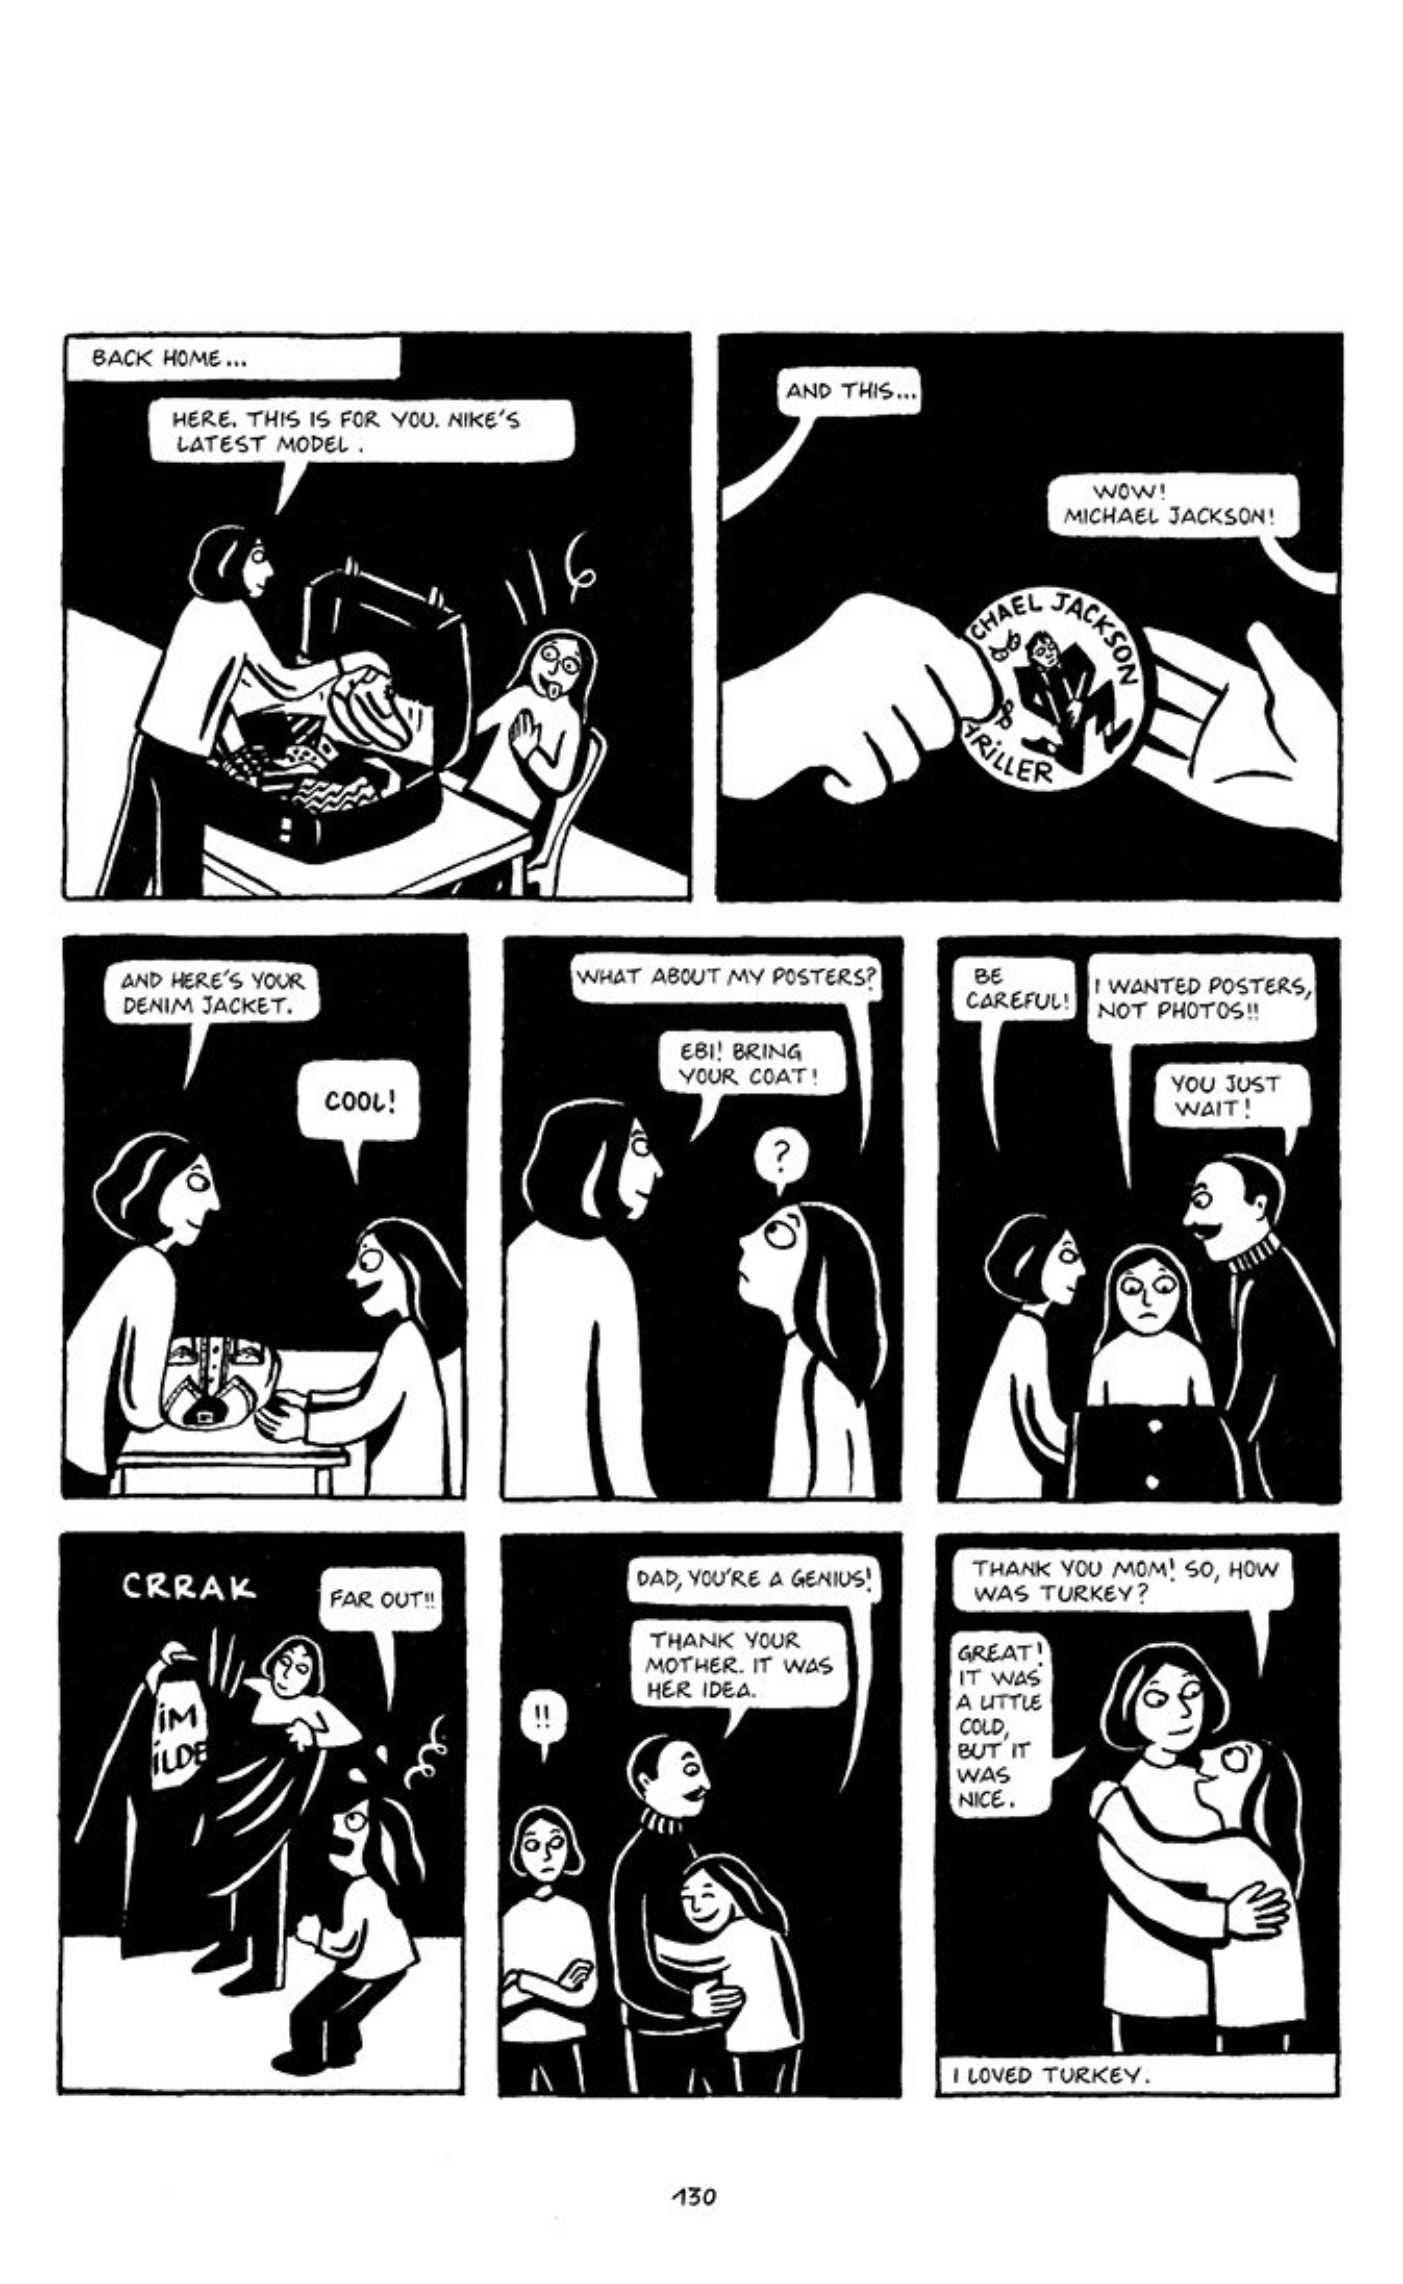 BACK HOME...
HERE. THIS IS FOR YOU. NIKE'S
LATEST MODEL.
AND THIS...
WOW!
MICHAEL JACKSON!
CHAEL JACKSON
HRiLLER
AND HERE'S YOUR
DENIM JACKET.
COOL!
WHAT ABOUT MY POSTERS?
EBI! BRING
YOUR COAT!
?
BE
CAREFUL!
I WANTED POSTERS,
NOT PHOTOS!!
YOU JUST
WAIT!
CRRAK
FAR OUT!!
iM
iLDE
DAD, YOU'RE A GENIUS!
THANK YOUR
MOTHER. IT WAS
HER IDEA.
!!
THANK YOU MOM! SO, HOW
WAS TURKEY?
GREAT!
IT WAS
A LITTLE
COLD,
BUT IT
WAS
NICE.
I LOVED TURKEY.
130